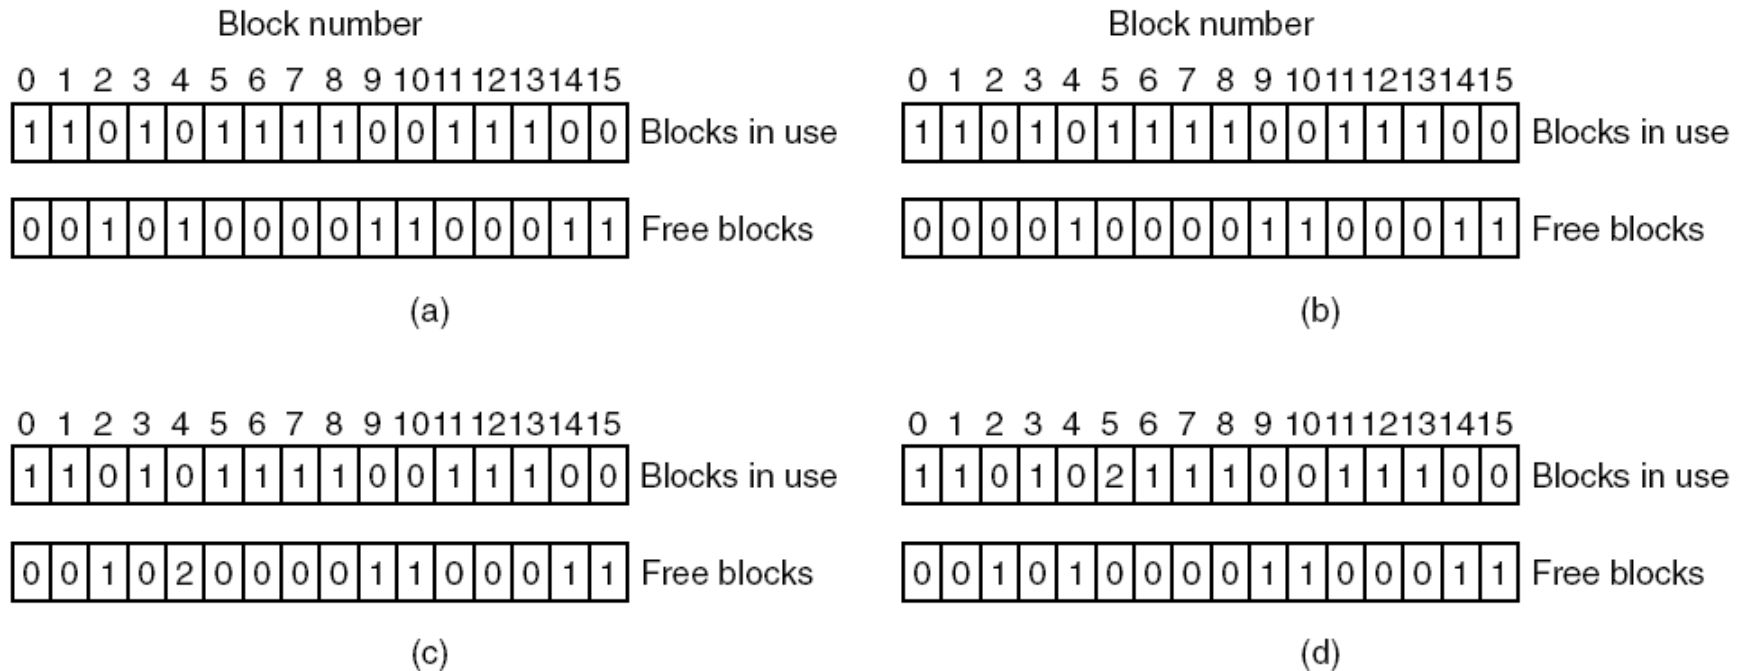 Block number
0 1 2 3 4 5 6 7 8 9 10 11 12 13 14 15
1 1 0 1 0 1 1 1 1 0 0 1 1 1 0 0 Blocks in use
0 0 1 0 1 0 0 0 0 1 1 0 0 0 1 1 Free blocks
(a)
Block number
0 1 2 3 4 5 6 7 8 9 10 11 12 13 14 15
1 1 0 1 0 1 1 1 1 0 0 1 1 1 0 0 Blocks in use
0 0 0 0 1 0 0 0 0 1 1 0 0 0 1 1 Free blocks
(b)
0 1 2 3 4 5 6 7 8 9 10 11 12 13 14 15
1 1 0 1 0 1 1 1 1 0 0 1 1 1 0 0 Blocks in use
0 0 1 0 2 0 0 0 0 1 1 0 0 0 1 1 Free blocks
(c)
0 1 2 3 4 5 6 7 8 9 10 11 12 13 14 15
1 1 0 1 0 2 1 1 1 0 0 1 1 1 0 0 Blocks in use
0 0 1 0 1 0 0 0 0 1 1 0 0 0 1 1 Free blocks
(d)